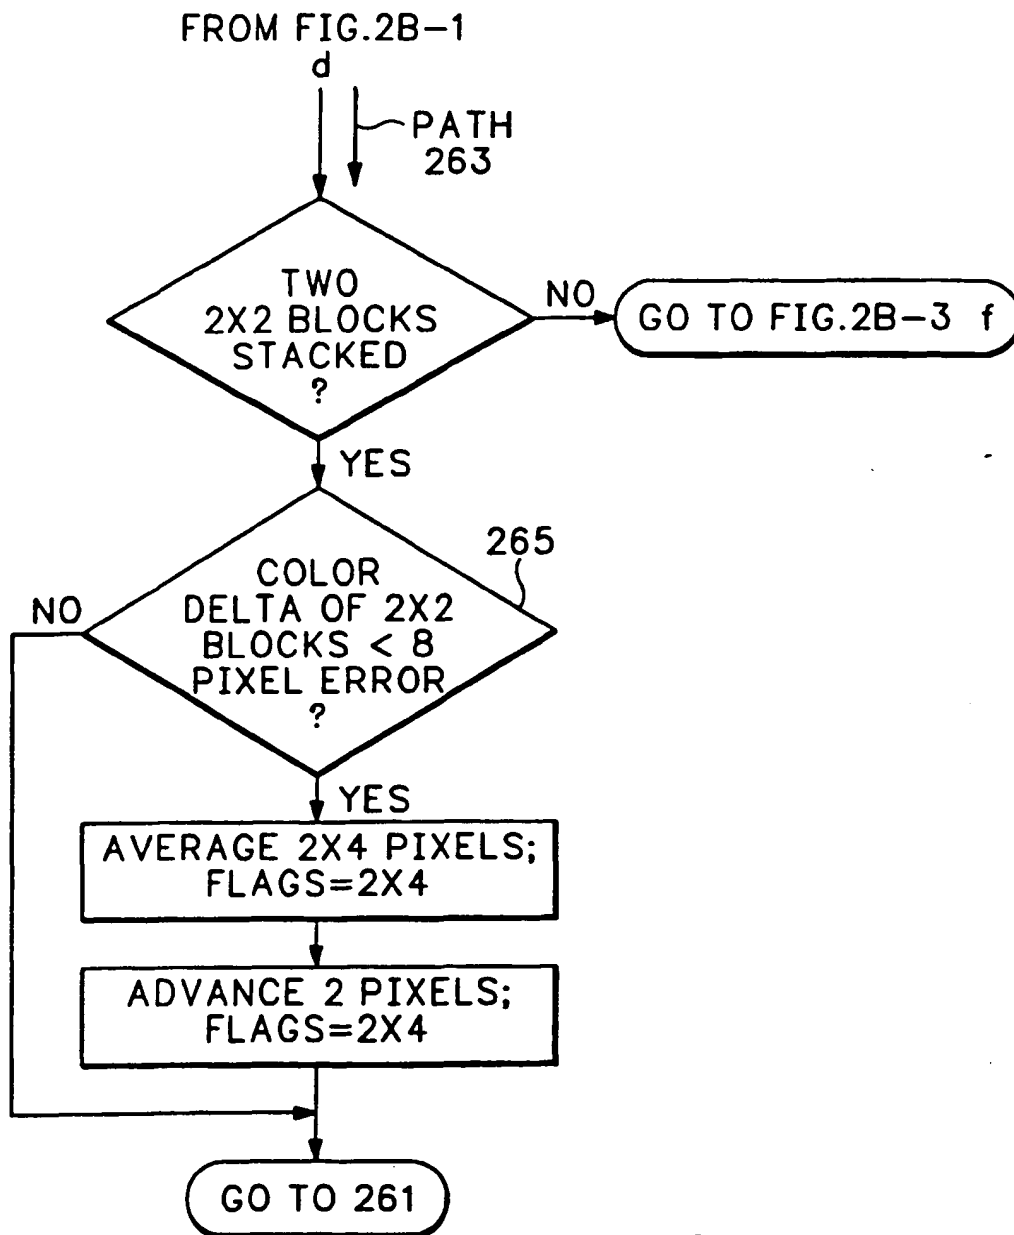 FROM FIG.2B-1
d
PATH
263
TWO
2X2 BLOCKS
STACKED
?
NO
GO TO FIG.2B-3 f
YES
265
COLOR
DELTA OF 2X2
BLOCKS < 8
PIXEL ERROR
?
NO
YES
AVERAGE 2X4 PIXELS;
FLAGS=2X4
ADVANCE 2 PIXELS;
FLAGS=2X4
GO TO 261